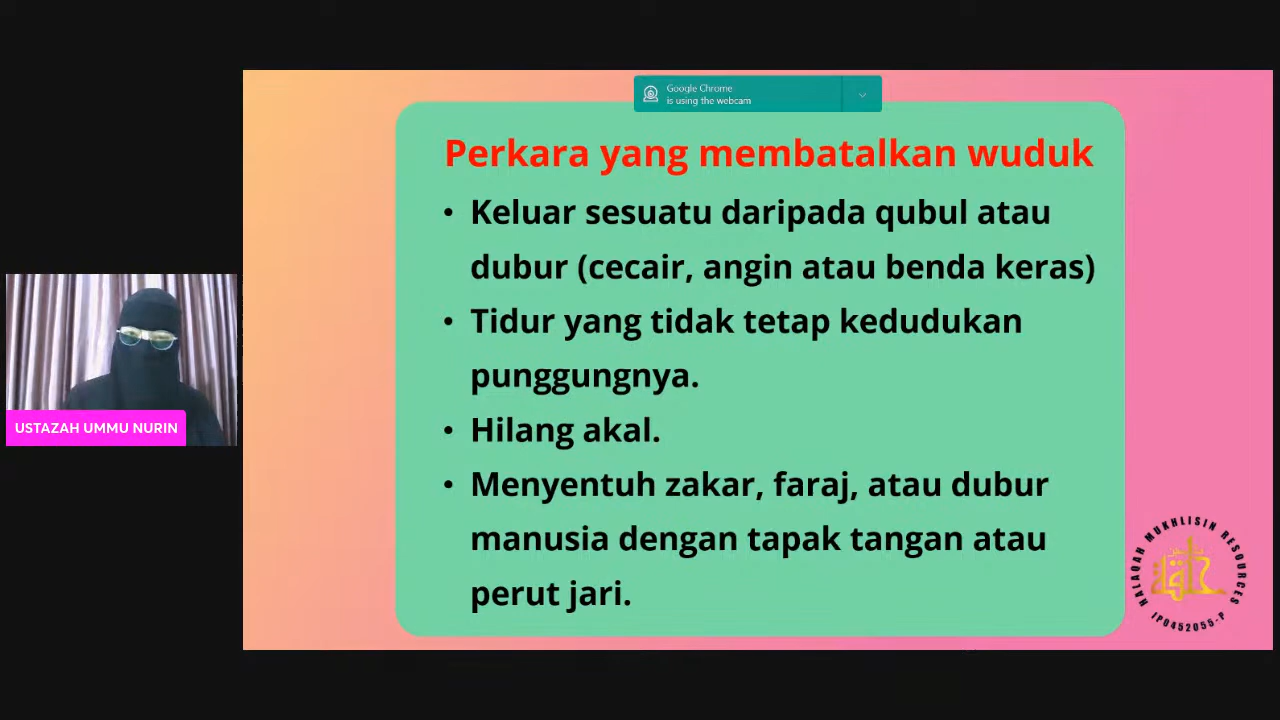 Google Chrome
is using the webcam
Perkara yang membatalkan wuduk
• Keluar sesuatu daripada qubul atau
dubur (cecair, angin atau benda keras)
• Tidur yang tidak tetap kedudukan
punggungnya.
• Hilang akal.
• Menyentuh zakar, faraj, atau dubur
manusia dengan tapak tangan atau
perut jari.
USTAZAH UMMU NURIN
HALAQAH MUKHLISIN RESOURCES
IP0452055-P